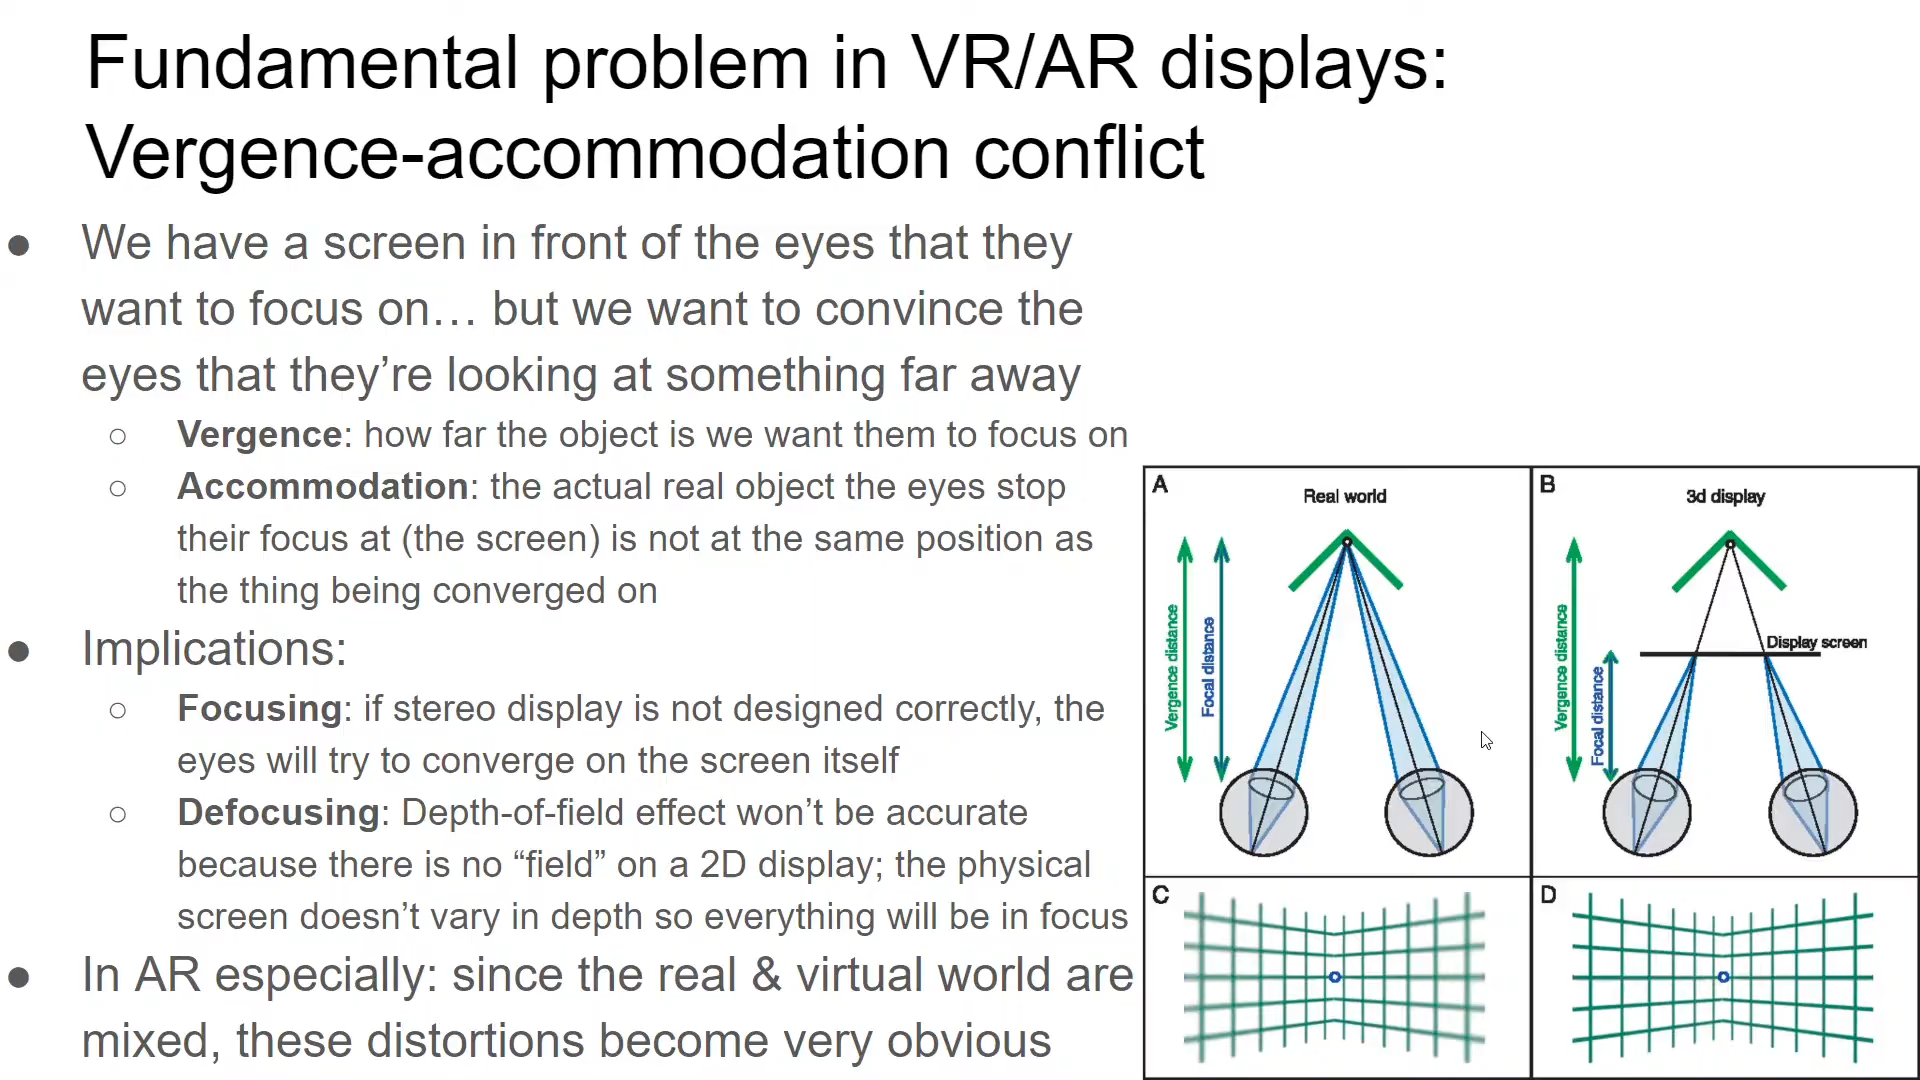 Fundamental problem in VR/AR displays:
Vergence-accommodation conflict
● We have a screen in front of the eyes that they
want to focus on… but we want to convince the
eyes that they’re looking at something far away
○ Vergence: how far the object is we want them to focus on
○ Accommodation: the actual real object the eyes stop
their focus at (the screen) is not at the same position as
the thing being converged on
● Implications:
○ Focusing: if stereo display is not designed correctly, the
eyes will try to converge on the screen itself
○ Defocusing: Depth-of-field effect won’t be accurate
because there is no “field” on a 2D display; the physical
screen doesn’t vary in depth so everything will be in focus
● In AR especially: since the real & virtual world are
mixed, these distortions become very obvious
A
Real world
Vergence distance
Focal distance
B
3d display
Display screen
Vergence distance
Focal distance
C
D